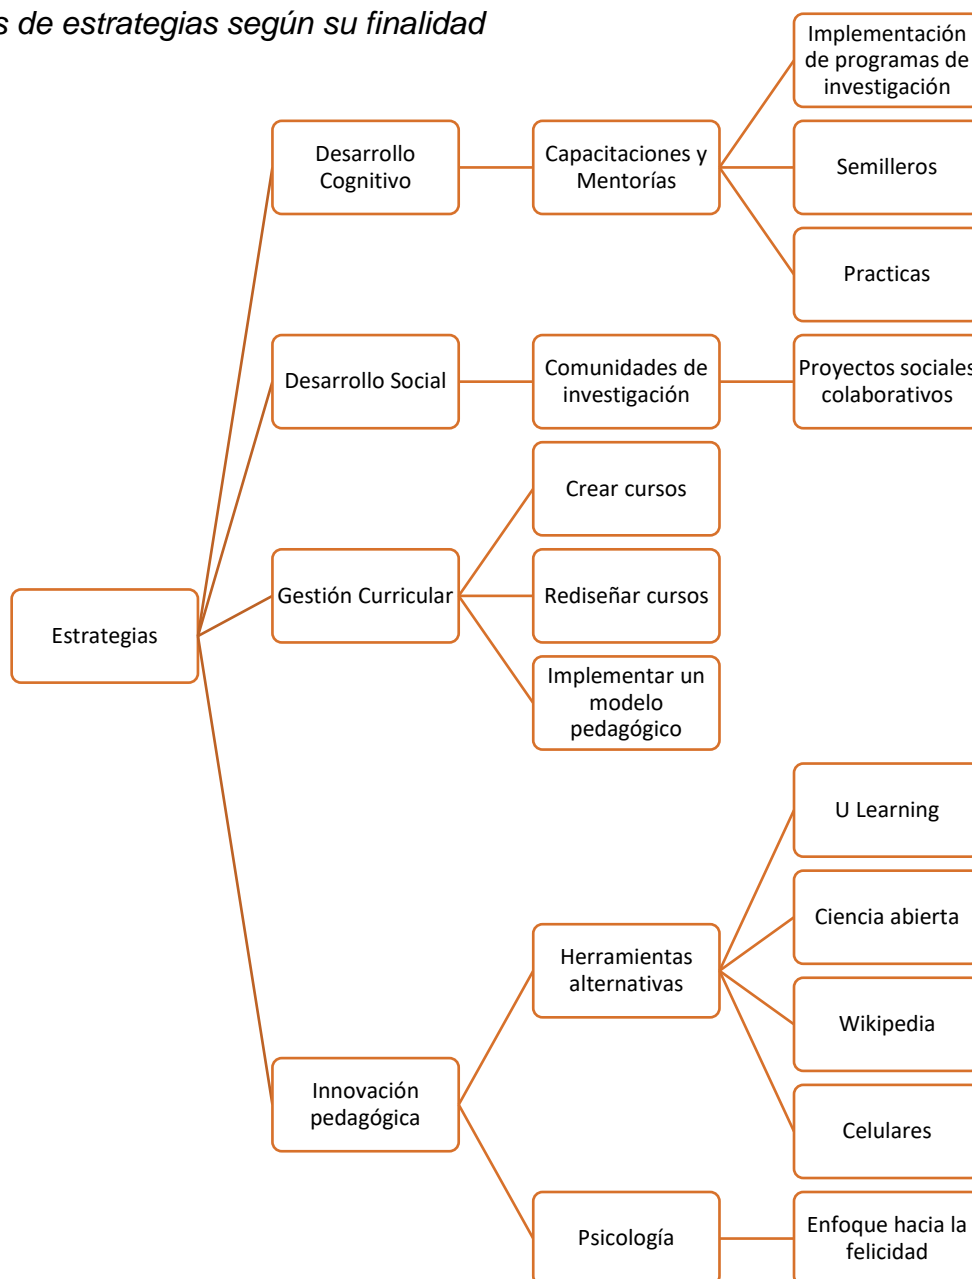 s de estrategias según su finalidad
Implementación
de programas de
investigación
Desarrollo
Cognitivo
Capacitaciones y
Mentorías
Semilleros
Practicas
Desarrollo Social
Comunidades de
investigación
Proyectos sociales
colaborativos
Crear cursos
Estrategias
Gestión Curricular
Rediseñar cursos
Implementar un
modelo
pedagógico
U Learning
Ciencia abierta
Herramientas
alternativas
Wikipedia
Innovación
pedagógica
Celulares
Psicología
Enfoque hacia la
felicidad